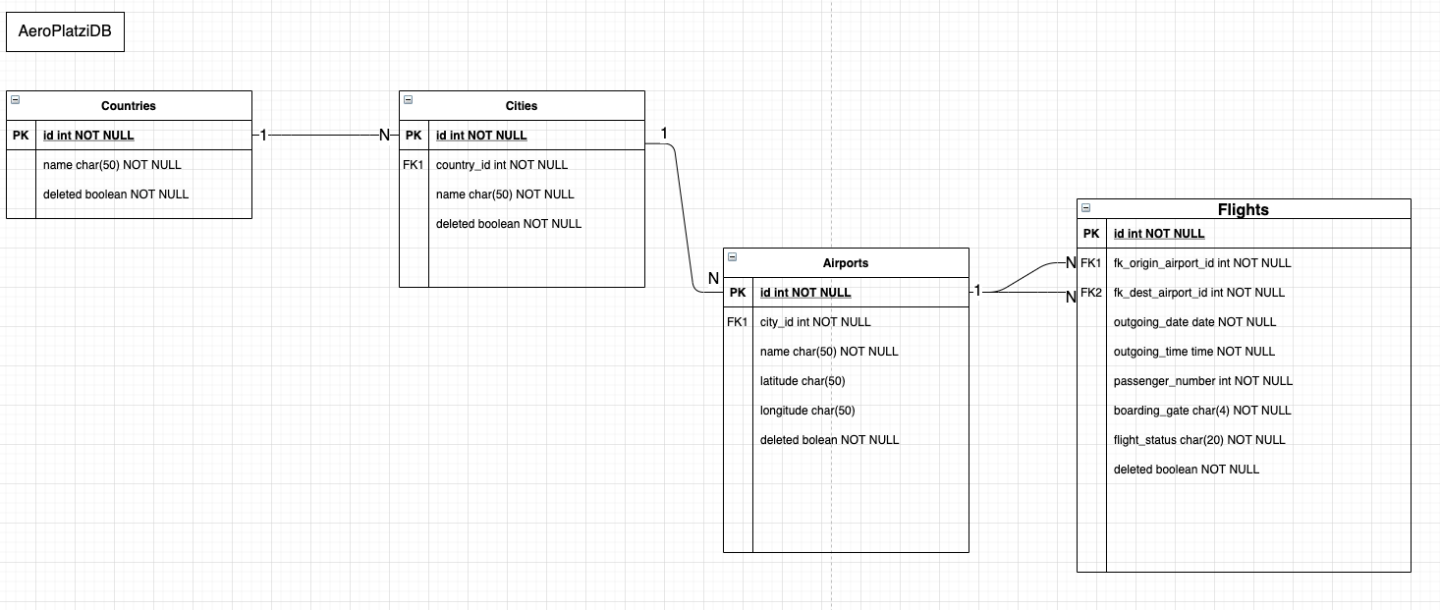 AeroPlatziDB
Countries
PK id int NOT NULL
name char(50) NOT NULL
deleted boolean NOT NULL
1
N
Cities
PK id int NOT NULL
FK1 country_id int NOT NULL
name char(50) NOT NULL
deleted boolean NOT NULL
1
N
Airports
PK id int NOT NULL
FK1 city_id int NOT NULL
name char(50) NOT NULL
latitude char(50)
longitude char(50)
deleted bolean NOT NULL
1
N
N
Flights
PK id int NOT NULL
FK1 fk_origin_airport_id int NOT NULL
FK2 fk_dest_airport_id int NOT NULL
outgoing_date date NOT NULL
outgoing_time time NOT NULL
passenger_number int NOT NULL
boarding_gate char(4) NOT NULL
flight_status char(20) NOT NULL
deleted boolean NOT NULL